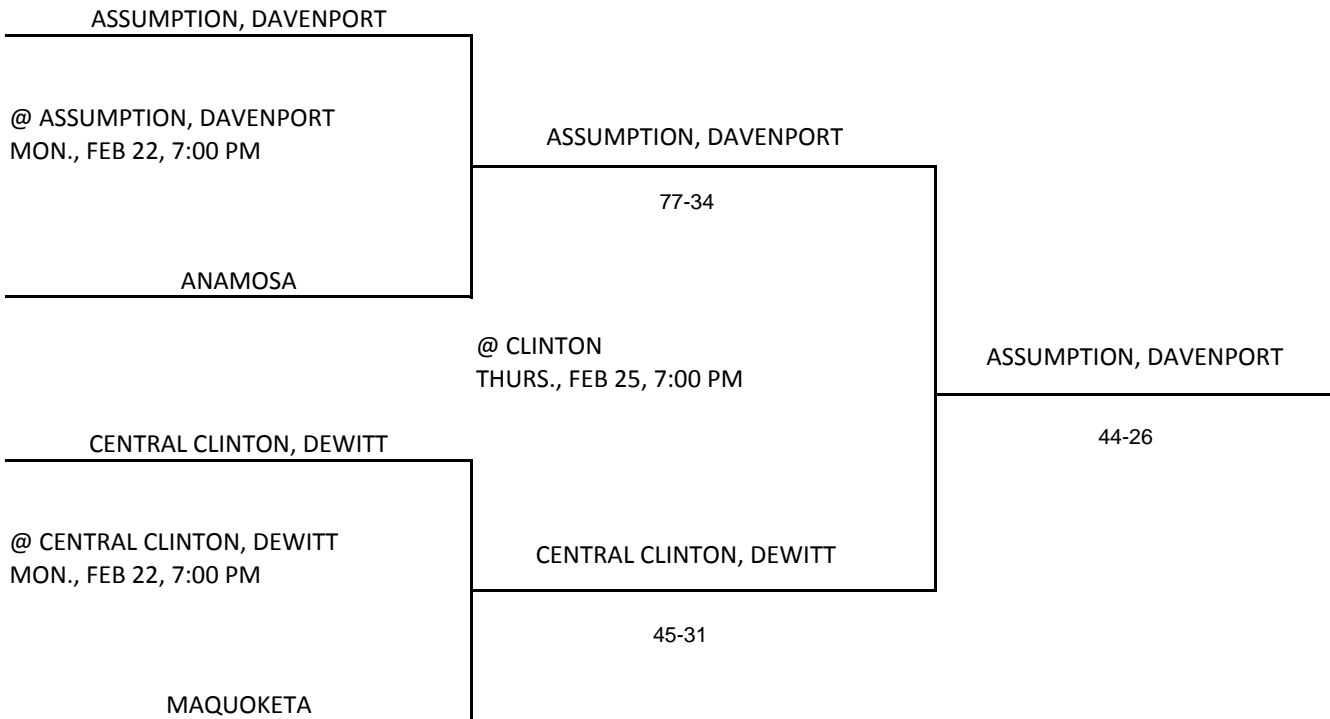 ASSUMPTION, DAVENPORT
@ ASSUMPTION, DAVENPORT
MON., FEB 22, 7:00 PM
ASSUMPTION, DAVENPORT
77-34
ANAMOSA
@ CLINTON
THURS., FEB 25, 7:00 PM
ASSUMPTION, DAVENPORT
44-26
CENTRAL CLINTON, DEWITT
@ CENTRAL CLINTON, DEWITT
MON., FEB 22, 7:00 PM
CENTRAL CLINTON, DEWITT
45-31
MAQUOKETA